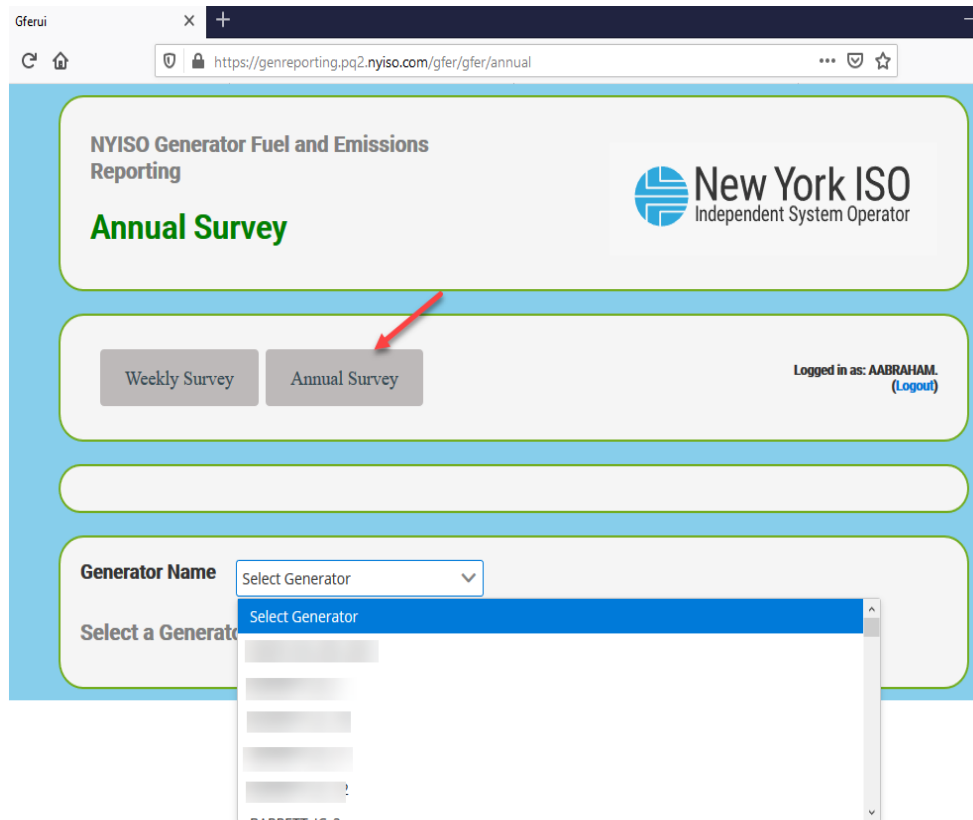 Gferui
https://genreporting.pq2.nyiso.com/gfer/gfer/annual
NYISO Generator Fuel and Emissions
Reporting
Annual Survey
New York ISO
Independent System Operator
Weekly Survey
Annual Survey
Logged in as: AABRAHAM.
(Logout)
Generator Name
Select Generator
Select Generator
Select a
2